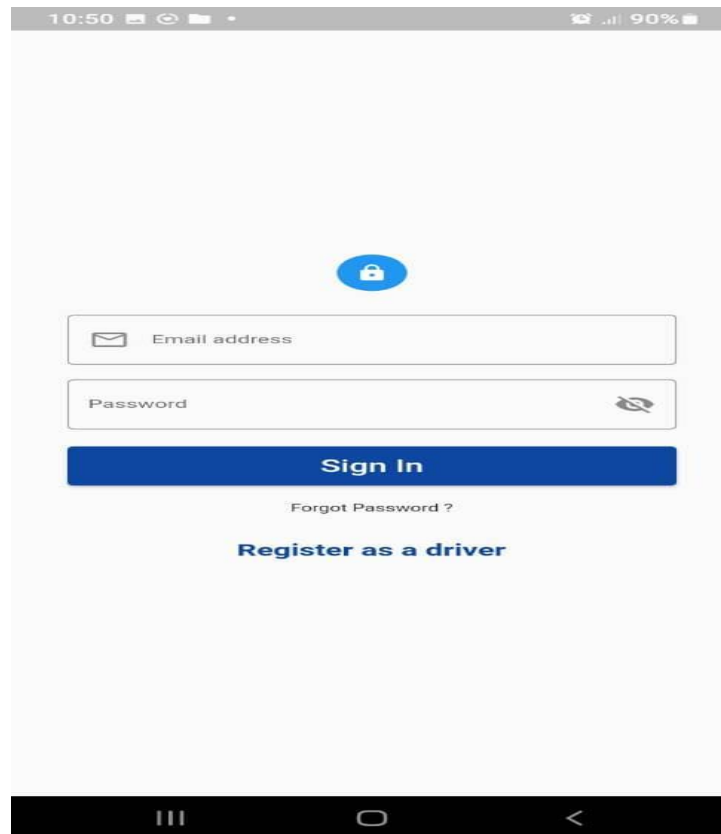 10:50 90%
Email address
Password
Sign In
Forgot Password ?
Register as a driver